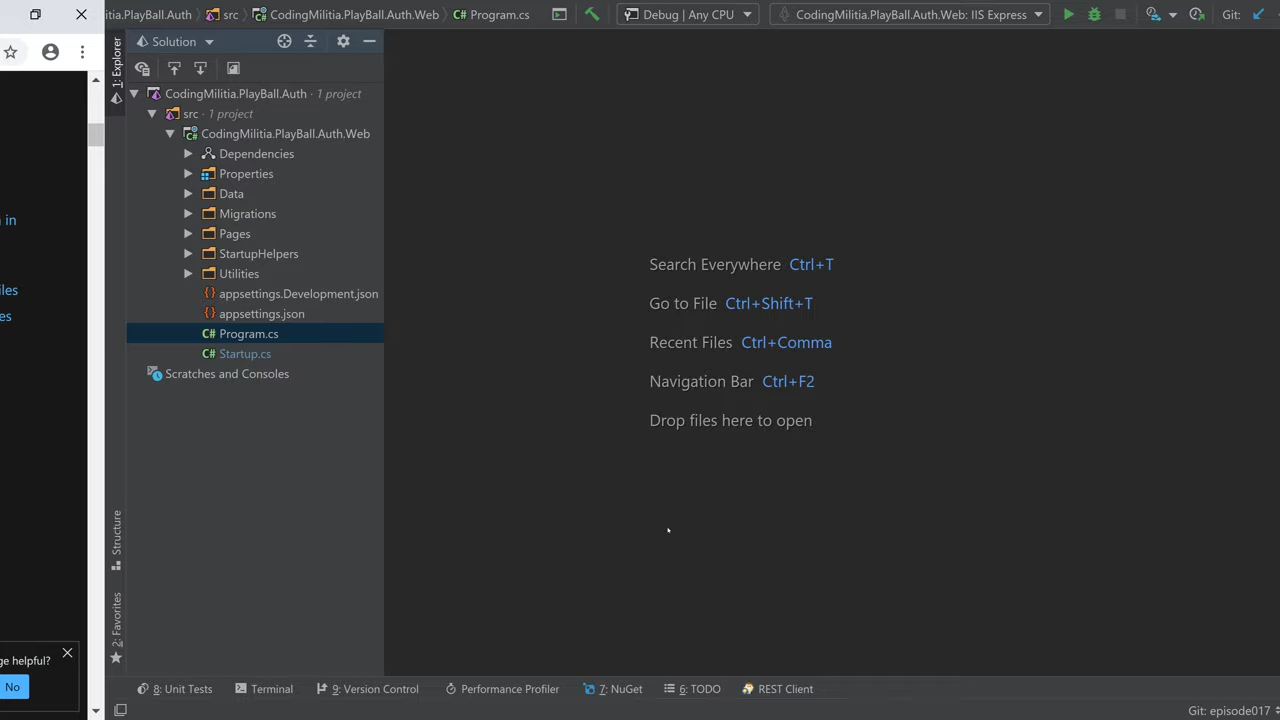 itia.PlayBall.Auth src CodingMilitia.PlayBall.Auth.Web Program.cs Debug | Any CPU CodingMilitia.PlayBall.Auth.Web: IIS Express Git:
Solution
1: Explorer
CodingMilitia.PlayBall.Auth · 1 project
src · 1 project
CodingMilitia.PlayBall.Auth.Web
Dependencies
Properties
Data
Migrations
Pages
StartupHelpers
Utilities
appsettings.Development.json
appsettings.json
C# Program.cs
C# Startup.cs
Scratches and Consoles
in
iles
es
ge helpful?
No
Search Everywhere Ctrl+T
Go to File Ctrl+Shift+T
Recent Files Ctrl+Comma
Navigation Bar Ctrl+F2
Drop files here to open
Structure
2: Favorites
8: Unit Tests Terminal 9: Version Control Performance Profiler 7: NuGet 6: TODO REST Client
Git: episode017